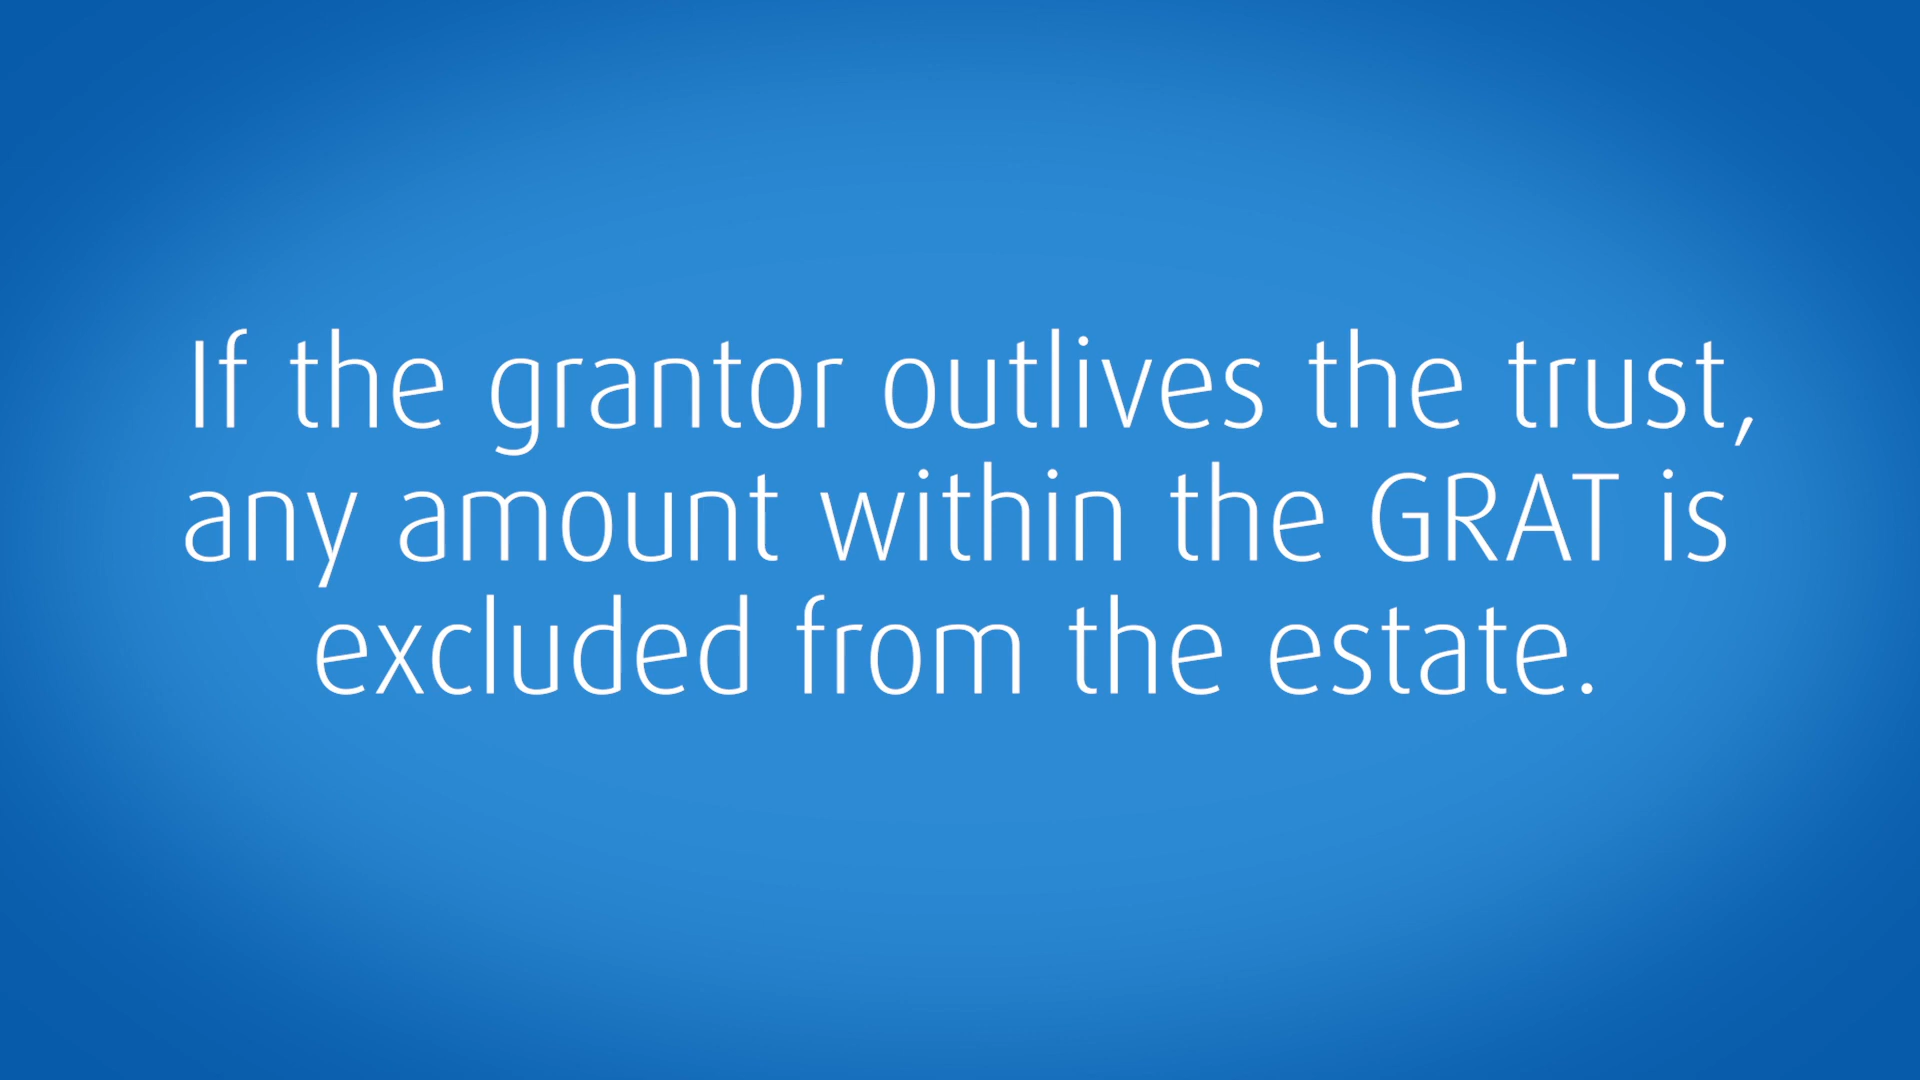 If the grantor outlives the trust,
any amount within the GRAT is
excluded from the estate.